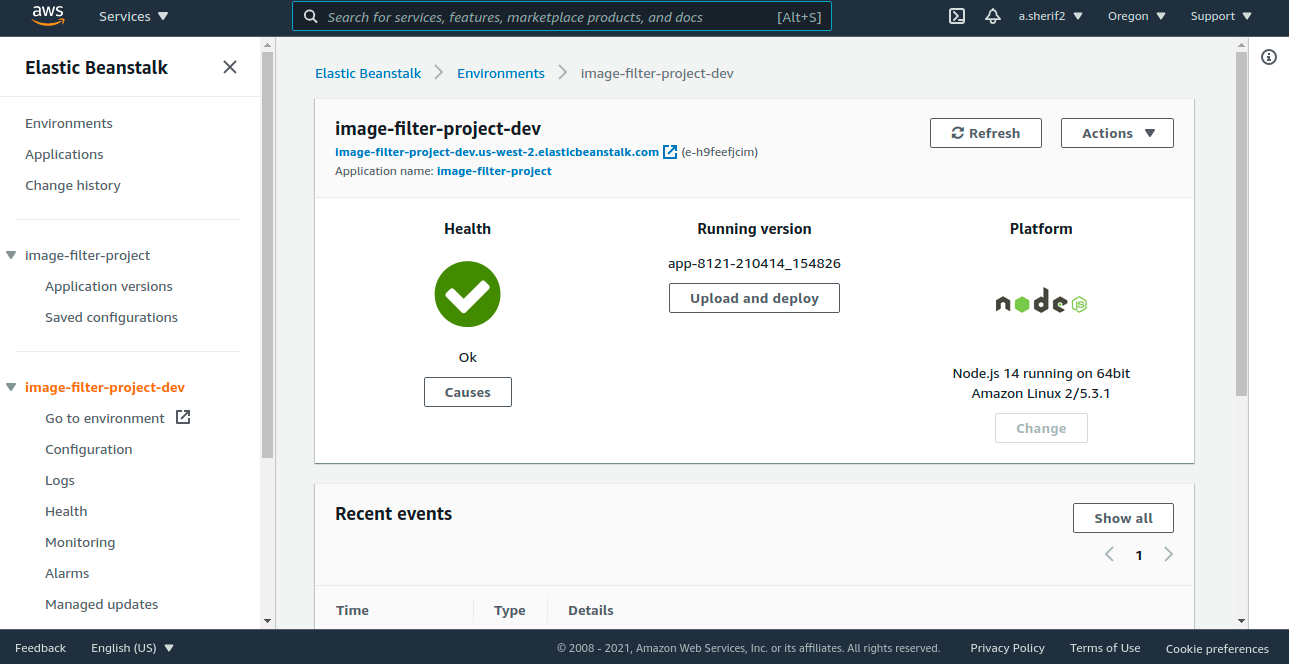 aws
Services
Search for services, features, marketplace products, and docs [Alt+S]
a.sherif2
Oregon
Support
Elastic Beanstalk
Environments
Applications
Change history
image-filter-project
Application versions
Saved configurations
image-filter-project-dev
Go to environment
Configuration
Logs
Health
Monitoring
Alarms
Managed updates
Elastic Beanstalk > Environments > image-filter-project-dev
image-filter-project-dev
image-filter-project-dev.us-west-2.elasticbeanstalk.com (e-h9feefjcim)
Application name: image-filter-project
Refresh
Actions
Health
Ok
Causes
Running version
app-8121-210414_154826
Upload and deploy
Platform
node JS
Node.js 14 running on 64bit
Amazon Linux 2/5.3.1
Change
Recent events
Show all
1
Time Type Details
Feedback
English (US)
© 2008 - 2021, Amazon Web Services, Inc. or its affiliates. All rights reserved.
Privacy Policy
Terms of Use
Cookie preferences